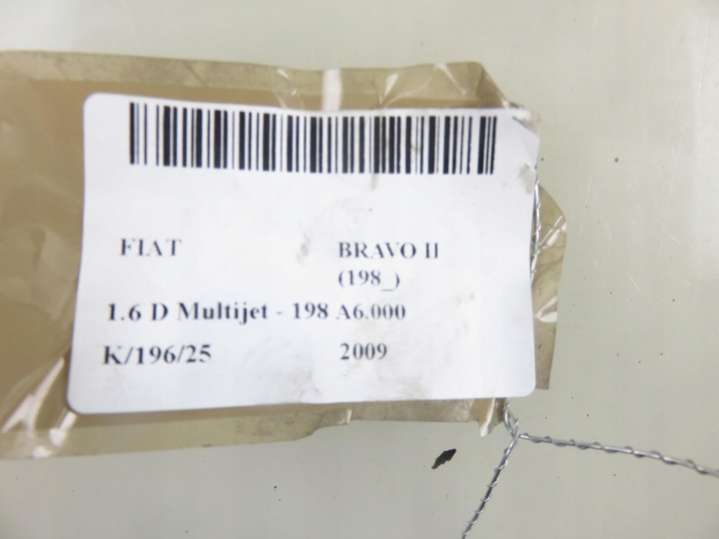 FIAT BRAVO II
(198_)
1.6 D Multijet - 198 A6.000
K/196/25 2009